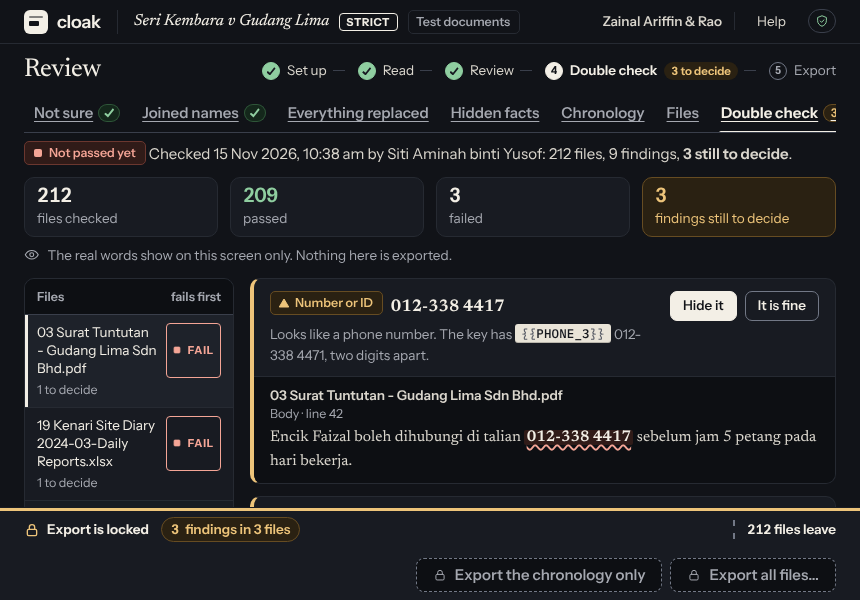 cloak
Seri Kembara v Gudang Lima
STRICT
Test documents
Zainal Ariffin & Rao
Help
Review
Set up
Read
Review
4 Double check 3 to decide
5 Export
Not sure
Joined names
Everything replaced
Hidden facts
Chronology
Files
Double check 3
Not passed yet Checked 15 Nov 2026, 10:38 am by Siti Aminah binti Yusof: 212 files, 9 findings, 3 still to decide.
212
files checked
209
passed
3
failed
3
findings still to decide
The real words show on this screen only. Nothing here is exported.
Files
fails first
03 Surat Tuntutan
- Gudang Lima Sdn
Bhd.pdf
1 to decide
FAIL
19 Kenari Site Diary
2024-03-Daily
Reports.xlsx
1 to decide
FAIL
Number or ID 012-338 4417
Hide it
It is fine
Looks like a phone number. The key has {{PHONE_3}} 012-
338 4471, two digits apart.
03 Surat Tuntutan - Gudang Lima Sdn Bhd.pdf
Body · line 42
Encik Faizal boleh dihubungi di talian 012-338 4417 sebelum jam 5 petang pada
hari bekerja.
Export is locked
3 findings in 3 files
212 files leave
Export the chronology only
Export all files...